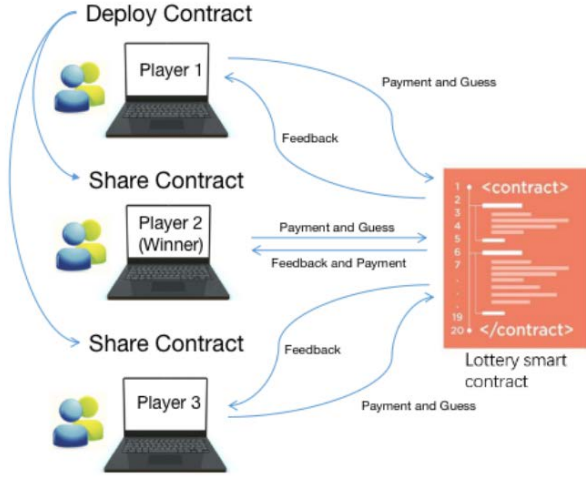 Deploy Contract
Player 1
Payment and Guess
Feedback
Share Contract
Player 2
(Winner)
Payment and Guess
Feedback and Payment
Share Contract
Player 3
Feedback
Payment and Guess
1 <contract>
2
3
4
5
6
7
.
.
.
19
20 </contract>
Lottery smart
contract